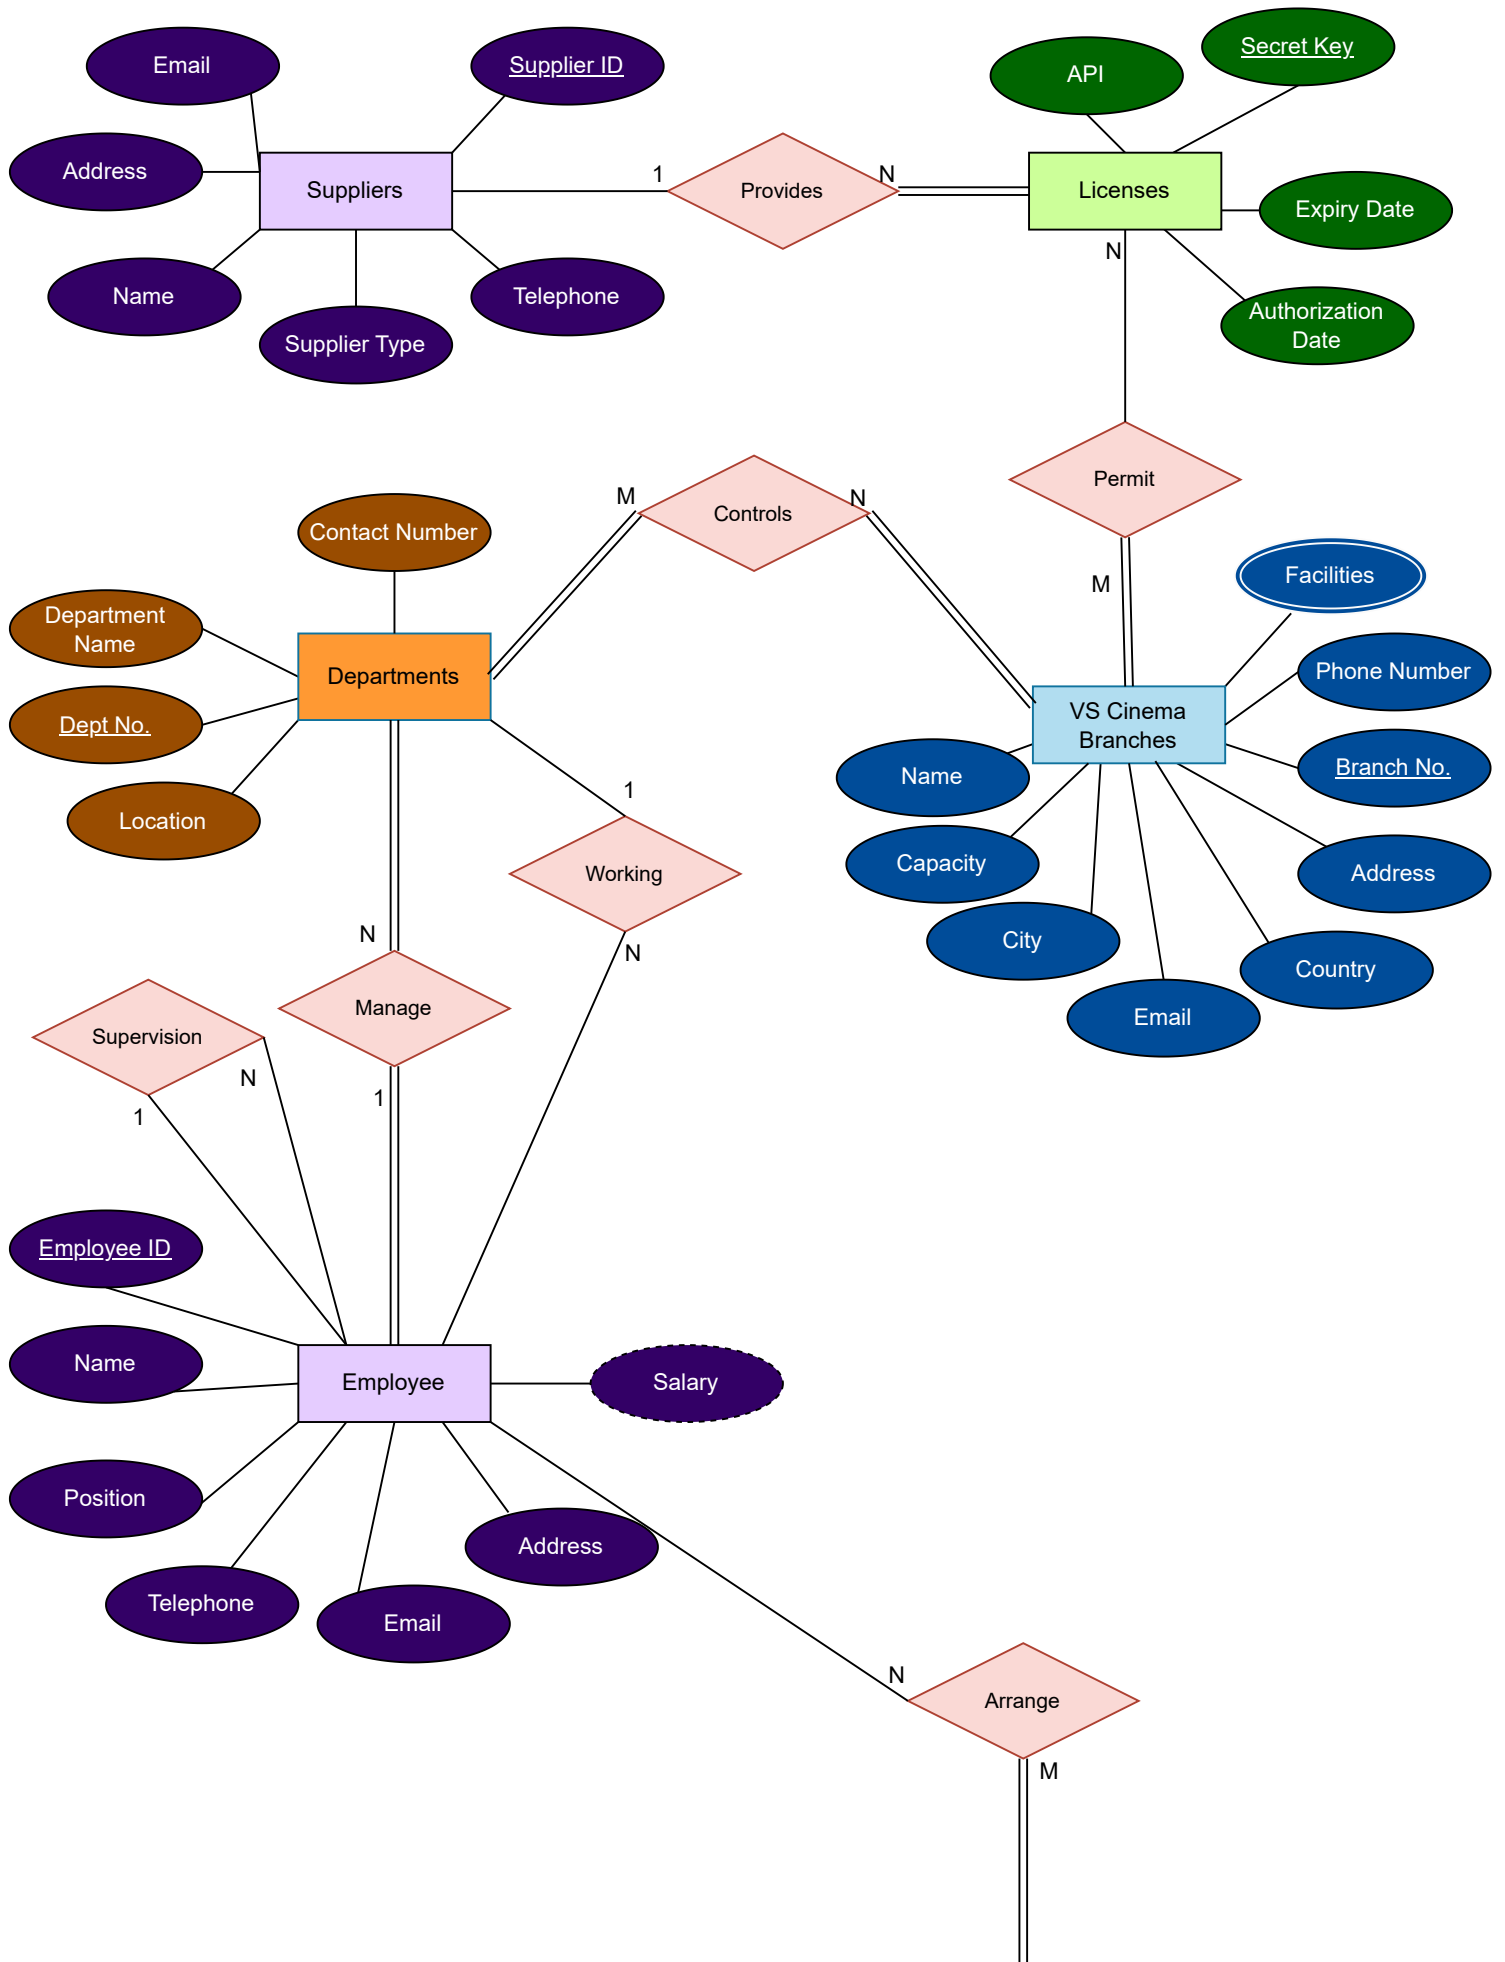 Email
Supplier ID
API
Secret Key
Address
Suppliers
1
Provides
N
Licenses
Expiry Date
Name
Supplier Type
Telephone
N
Authorization
Date
Permit
M
Controls
N
Contact Number
M
Facilities
Department
Name
Departments
Phone Number
VS Cinema
Branches
Dept No.
Name
Branch No.
Location
1
Working
N
Capacity
Address
City
Country
Email
N
Manage
1
Supervision
N
1
Employee ID
Name
Employee
Salary
Position
Address
Telephone
Email
N
Arrange
M